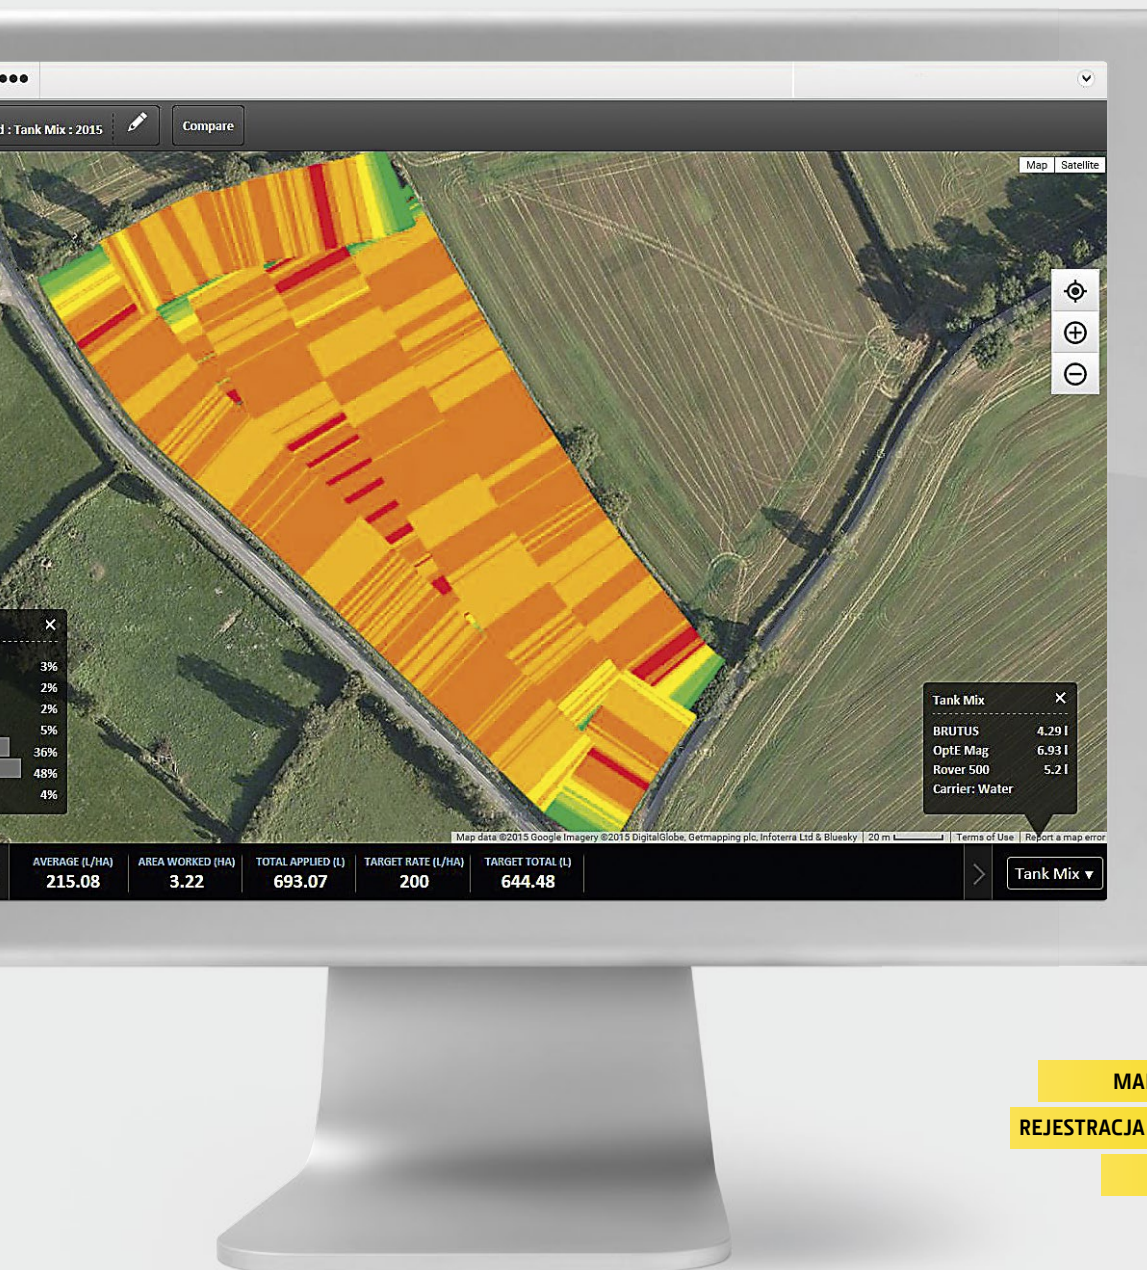 d : Tank Mix : 2015
Compare
Map
Satellite
3%
2%
2%
5%
36%
48%
4%
Tank Mix
BRUTUS 4.29 l
OptE Mag 6.93 l
Rover 500 5.2 l
Carrier: Water
Map data ©2015 Google Imagery ©2015 DigitalGlobe, Getmapping plc, Infoterra Ltd & Bluesky
20 m
Terms of Use
Report a map error
AVERAGE (L/HA) AREA WORKED (HA) TOTAL APPLIED (L) TARGET RATE (L/HA) TARGET TOTAL (L)
215.08 3.22 693.07 200 644.48
Tank Mix ▾
MA
REJESTRACJA